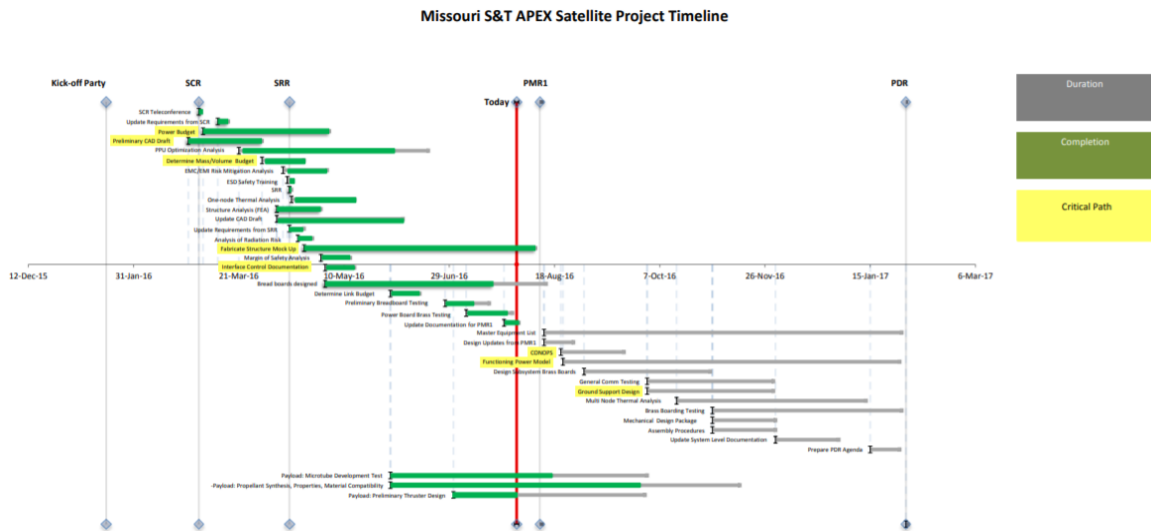 Missouri S&T APEX Satellite Project Timeline
Kick-off Party
SCR
SRR
PMR1
PDR
Today
SCR Teleconference
Update Requirements from SCR
Power Budget
Preliminary CAD Draft
PPU Optimization Analysis
Determine Mass/Volume Budget
EMC/EMI Risk Mitigation Analysis
ESD Safety Training
SRR
One-node Thermal Analysis
Structure Analysis (FEA)
Update CAD Draft
Update Requirements from SRR
Analysis of Radiation Risk
Fabricate Structure Mock Up
Margin of Safety Analysis
12-Dec-15
31-Jan-16
21-Mar-16
10-May-16
29-Jun-16
18-Aug-16
7-Oct-16
26-Nov-16
15-Jan-17
6-Mar-17
Interface Control Documentation
Bread boards designed
Determine Link Budget
Preliminary Breadboard Testing
Power Board Brass Testing
Update Documentation for PMR1
Master Equipment List
Design Updates from PMR1
CONOPS
Functioning Power Model
Design Subsystem Brass Boards
General Comm Testing
Ground Support Design
Multi Node Thermal Analysis
Brass Boarding Testing
Mechanical Design Package
Assembly Procedures
Update System Level Documentation
Prepare PDR Agenda
Payload: Microtube Development Test
-Payload: Propellant Synthesis, Properties, Material Compatibility
Payload: Preliminary Thruster Design
Duration
Completion
Critical Path